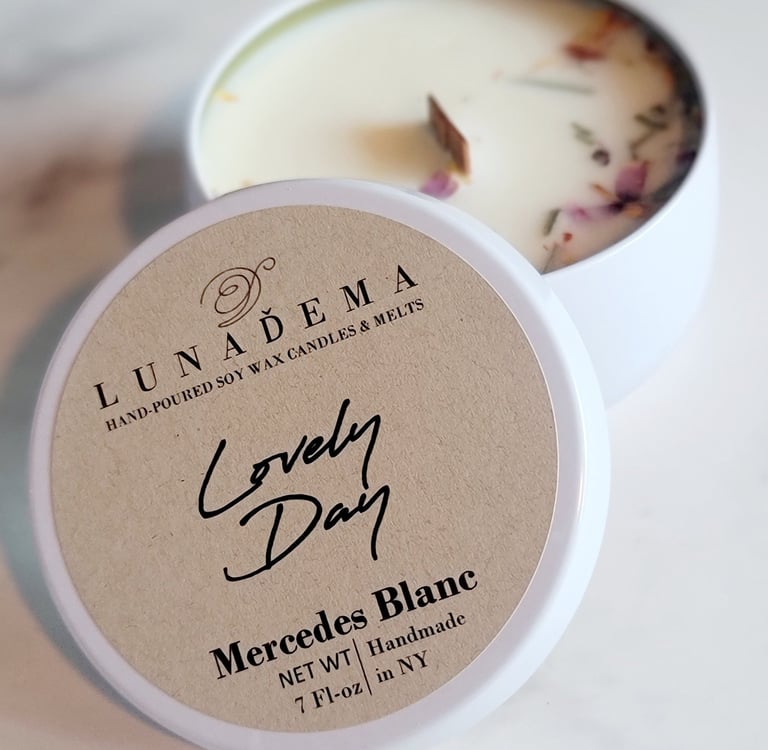 LUNAĎEMA
HAND-POURED SOY WAX CANDLES & MELTS
Lovely
Day
Mercedes Blanc
NET WT
7 Fl-oz
Handmade
in NY